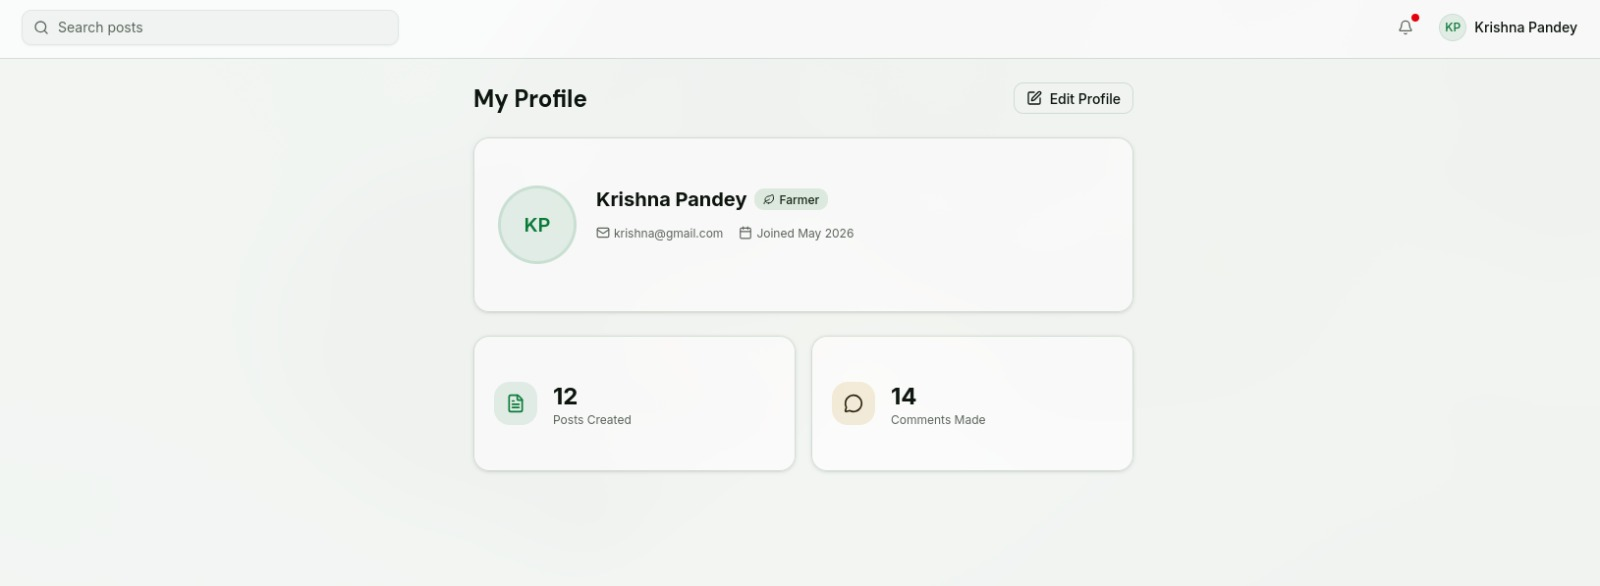 Search posts
KP Krishna Pandey
My Profile
Edit Profile
KP
Krishna Pandey Farmer
krishna@gmail.com Joined May 2026
12
Posts Created
14
Comments Made